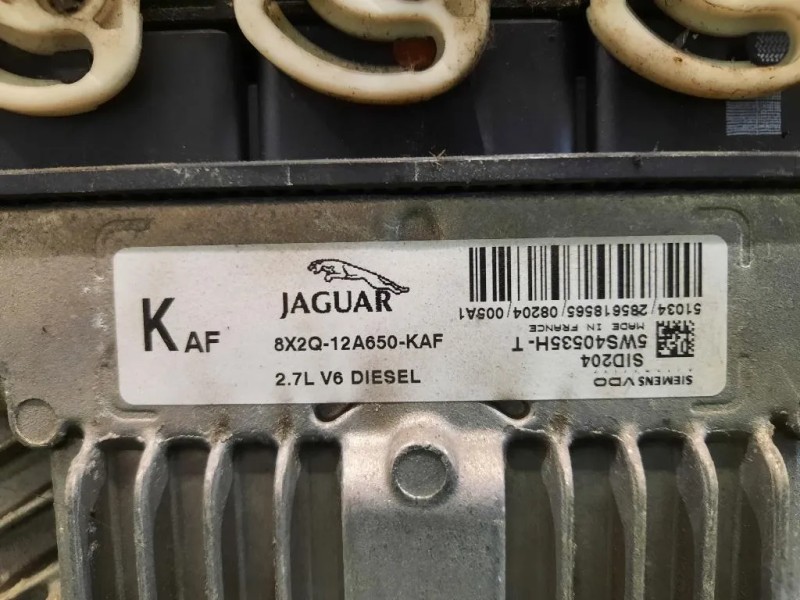 K AF
JAGUAR
8X2Q-12A650-KAF
2.7L V6 DIESEL
SIEMENS VDO
SID204
5WS40535H-T
MADE IN FRANCE
51034/285618565/08204/005A1